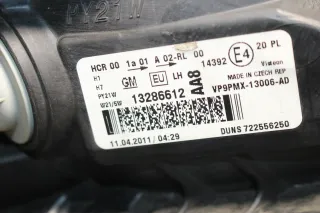 PY21W
HCR 00 1a 01 A 02-RL 00 E4 20 PL
14392 Visteon
H1
H7 GM EU LH AA8 MADE IN CZECH REP
PY21W 13286612 VP9PMX-13006-AD
W21/5W
11.04.2011 / 04:29 DUNS 722556250